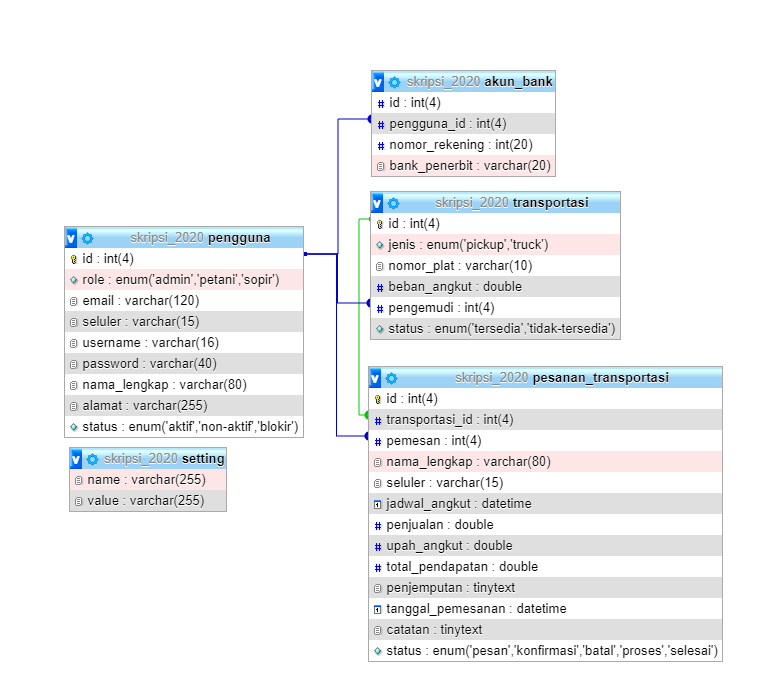 skripsi_2020 akun_bank
id : int(4)
pengguna_id : int(4)
nomor_rekening : int(20)
bank_penerbit : varchar(20)
skripsi_2020 transportasi
id : int(4)
jenis : enum('pickup','truck')
nomor_plat : varchar(10)
beban_angkut : double
pengemudi : int(4)
status : enum('tersedia','tidak-tersedia')
skripsi_2020 pengguna
id : int(4)
role : enum('admin','petani','sopir')
email : varchar(120)
seluler : varchar(15)
username : varchar(16)
password : varchar(40)
nama_lengkap : varchar(80)
alamat : varchar(255)
status : enum('aktif','non-aktif','blokir')
skripsi_2020 setting
name : varchar(255)
value : varchar(255)
skripsi_2020 pesanan_transportasi
id : int(4)
transportasi_id : int(4)
pemesan : int(4)
nama_lengkap : varchar(80)
seluler : varchar(15)
jadwal_angkut : datetime
penjualan : double
upah_angkut : double
total_pendapatan : double
penjemputan : tinytext
tanggal_pemesanan : datetime
catatan : tinytext
status : enum('pesan','konfirmasi','batal','proses','selesai')